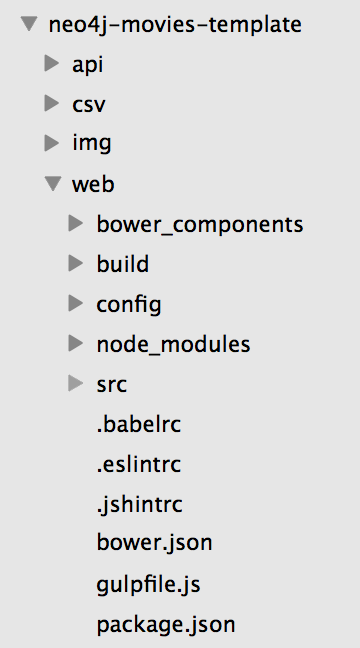 neo4j-movies-template
api
csv
img
web
bower_components
build
config
node_modules
src
.babelrc
.eslintrc
.jshintrc
bower.json
gulpfile.js
package.json